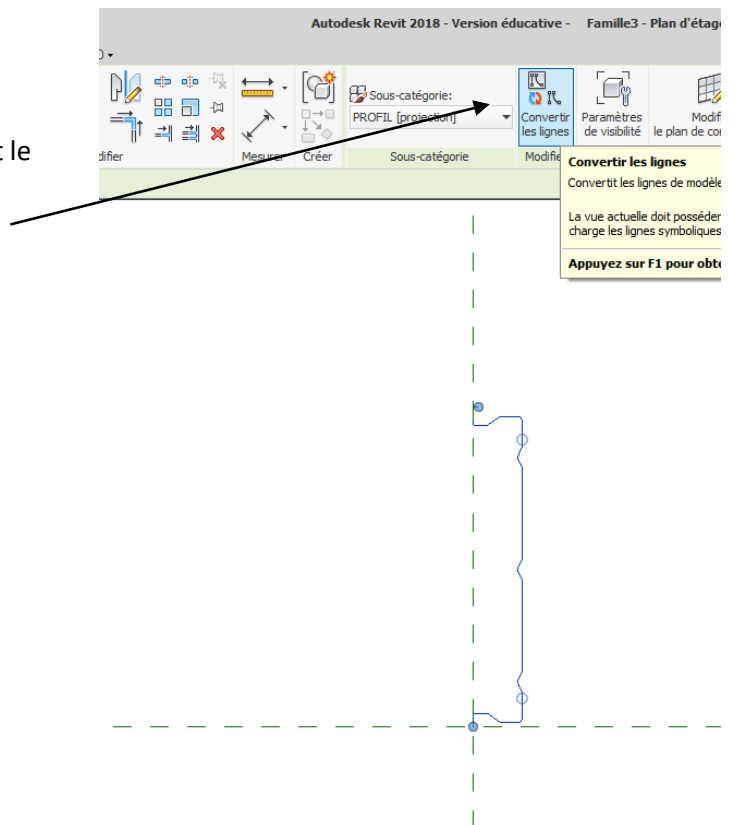 Autodesk Revit 2018 - Version éducative - Famille3 - Plan d'étag
Sous-catégorie:
PROFIL [projection]
Convertir
les lignes
Paramètres
de visibilité
Modif
le plan de con
t le
difier
Mesurer
Créer
Sous-catégorie
Modifie
Convertir les lignes
Convertit les lignes de modèle
La vue actuelle doit posséder
charge les lignes symboliques
Appuyez sur F1 pour obte